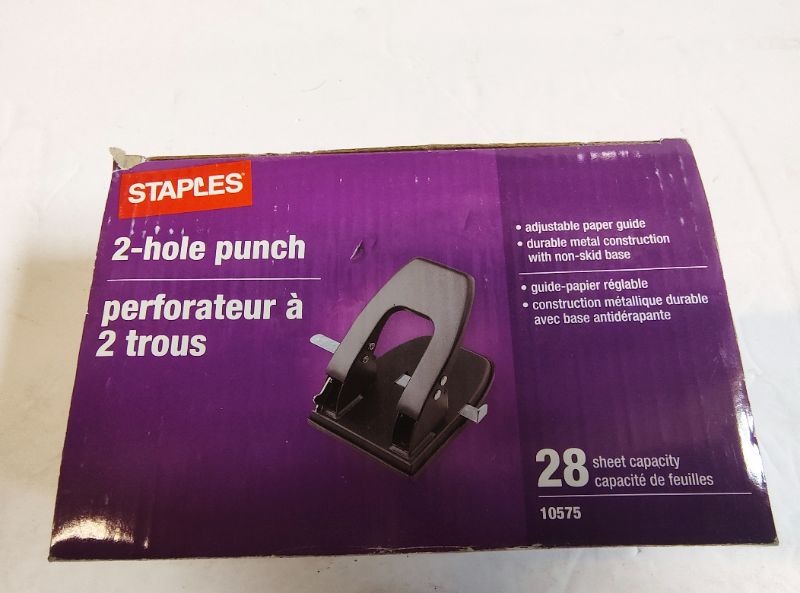 STAPLES
2-hole punch
perforateur à
2 trous
• adjustable paper guide
• durable metal construction
with non-skid base
• guide-papier réglable
• construction métallique durable
avec base antidérapante
28 sheet capacity
capacité de feuilles
10575